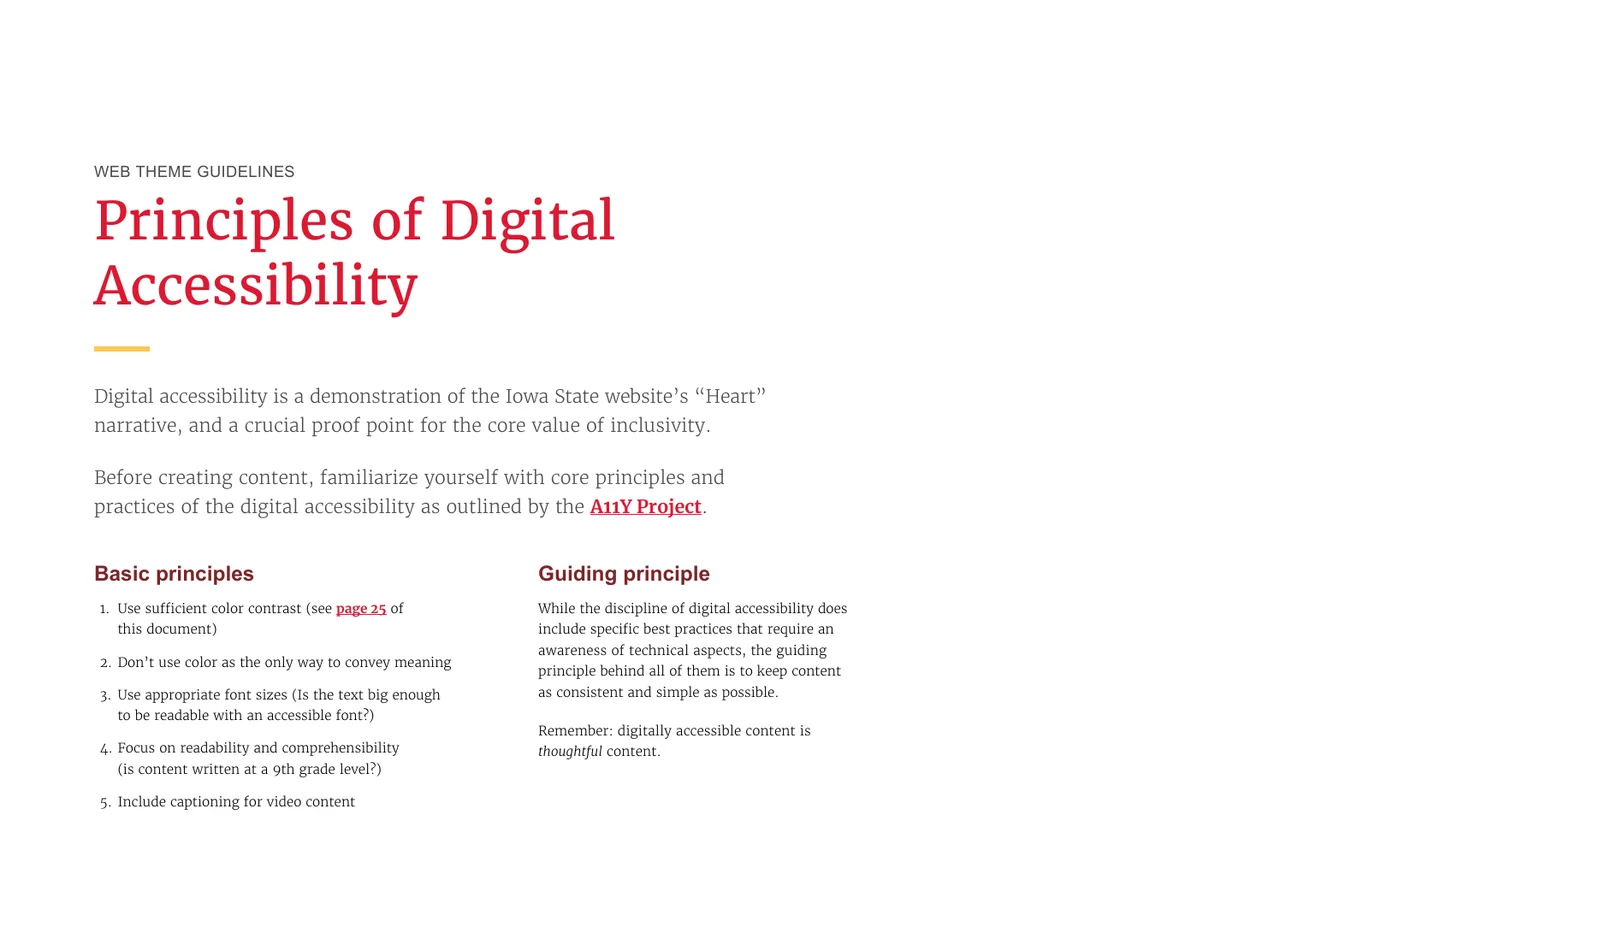 WEB THEME GUIDELINES
Principles of Digital
Accessibility
Digital accessibility is a demonstration of the Iowa State website’s “Heart”
narrative, and a crucial proof point for the core value of inclusivity.
Before creating content, familiarize yourself with core principles and
practices of the digital accessibility as outlined by the A11Y Project.
Basic principles
1. Use sufficient color contrast (see page 25 of
this document)
2. Don’t use color as the only way to convey meaning
3. Use appropriate font sizes (Is the text big enough
to be readable with an accessible font?)
4. Focus on readability and comprehensibility
(is content written at a 9th grade level?)
5. Include captioning for video content
Guiding principle
While the discipline of digital accessibility does
include specific best practices that require an
awareness of technical aspects, the guiding
principle behind all of them is to keep content
as consistent and simple as possible.
Remember: digitally accessible content is
thoughtful content.